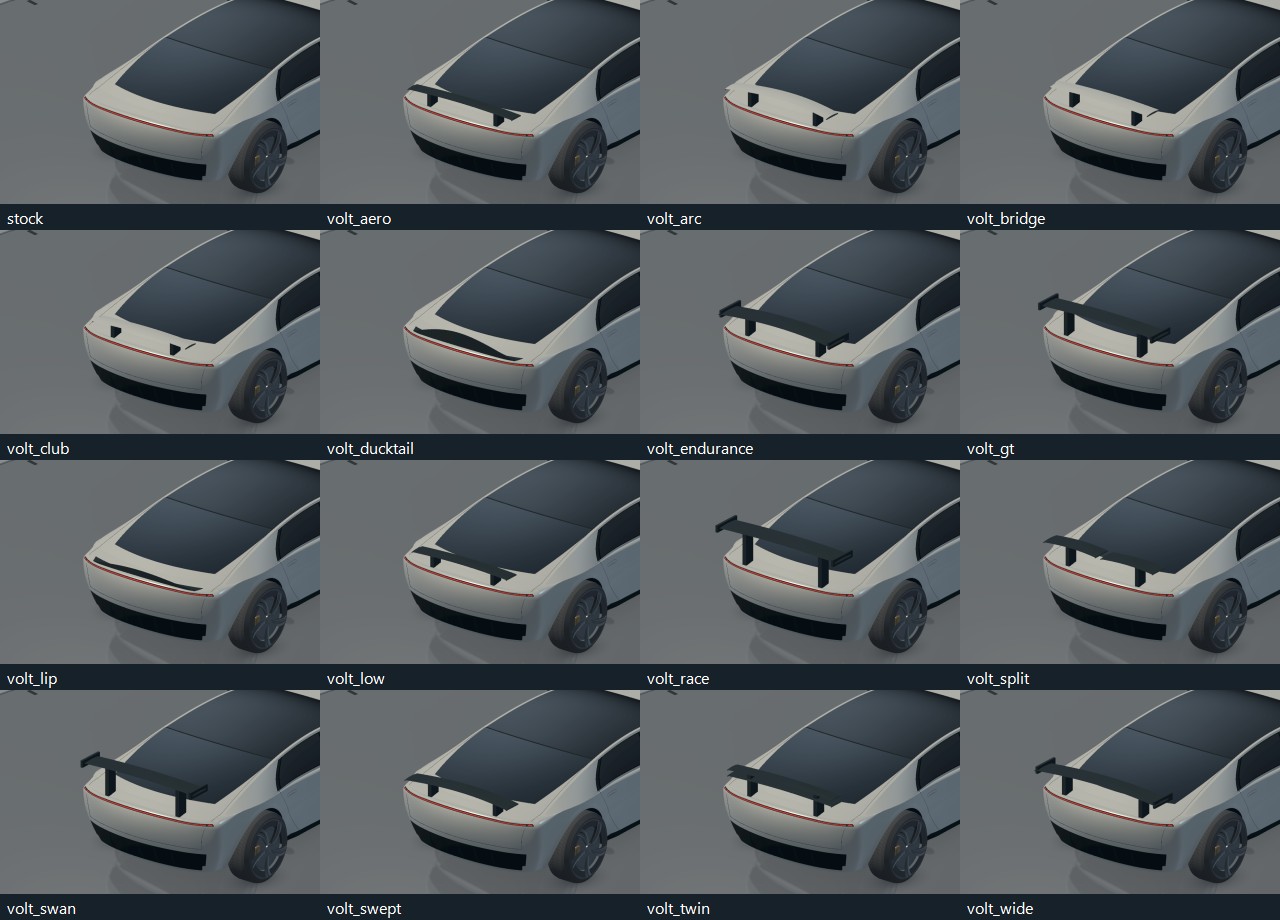 stock
volt_aero
volt_arc
volt_bridge
volt_club
volt_ducktail
volt_endurance
volt_gt
volt_lip
volt_low
volt_race
volt_split
volt_swan
volt_swept
volt_twin
volt_wide